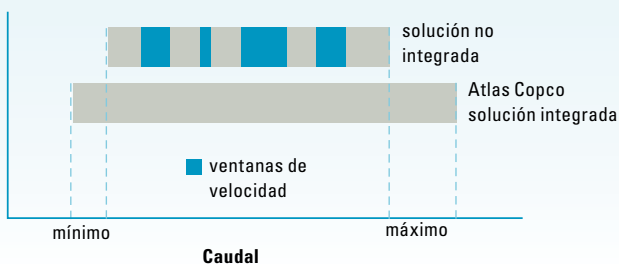 solución no
integrada
Atlas Copco
solución integrada
ventanas de
velocidad
mínimo
máximo
Caudal